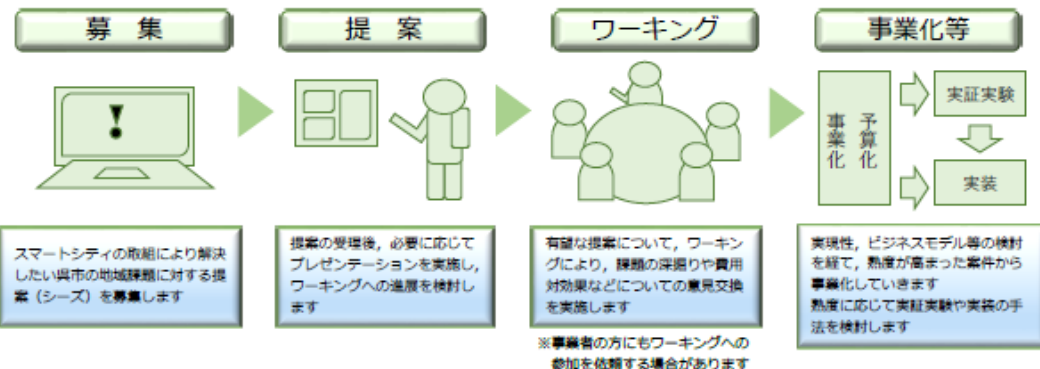 募 集
提 案
ワーキング
事業化等
!
事業化
予算化
実証実験
実装
スマートシティの取組により解決
したい呉市の地域課題に対する提
案（シーズ）を募集します
提案の受理後，必要に応じて
プレゼンテーションを実施し，
ワーキングへの進展を検討し
ます
有望な提案について，ワーキン
グにより，課題の深掘りや費用
対効果などについての意見交換
を実施します
※事業者の方にもワーキングへの
参加を依頼する場合があります
実現性，ビジネスモデル等の検討
を経て，熟度が高まった案件から
事業化していきます
熟度に応じて実証実験や実装の手
法を検討します